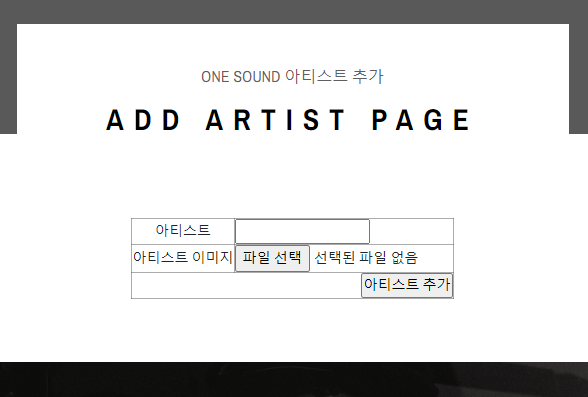 ONE SOUND 아티스트 추가
ADD ARTIST PAGE
아티스트
아티스트 이미지 파일 선택 선택된 파일 없음
아티스트 추가